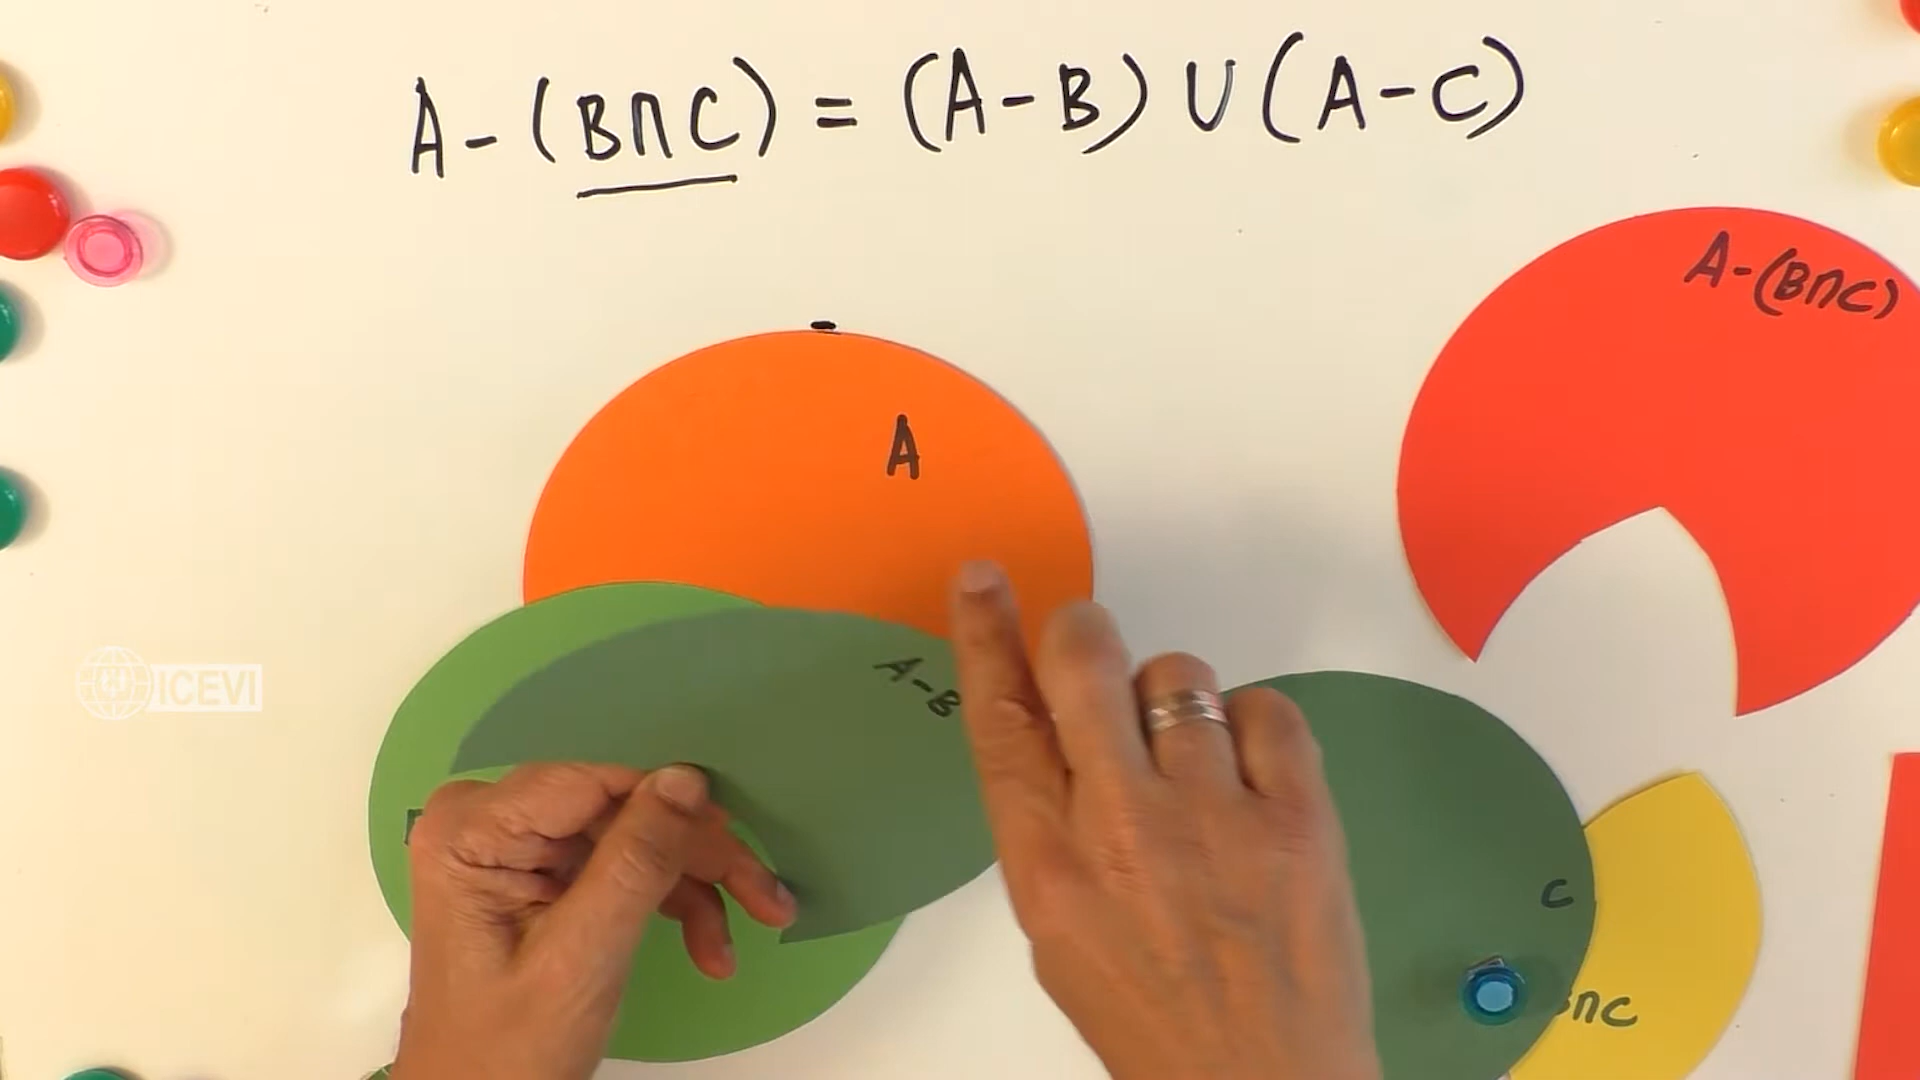 A-(B∩C) = (A-B) ∪ (A-C)
A-(B∩C)
A
A-B
C
B∩C
ICEVI